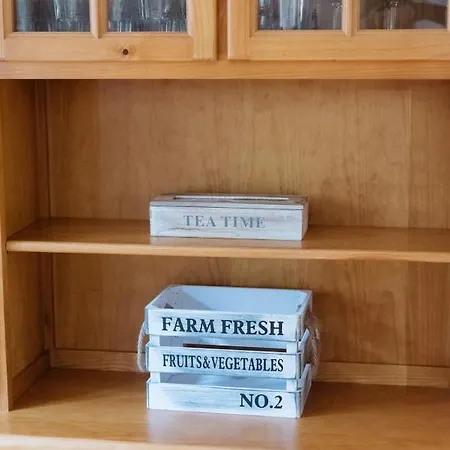 TEA TIME
FARM FRESH
FRUITS&VEGETABLES
NO.2